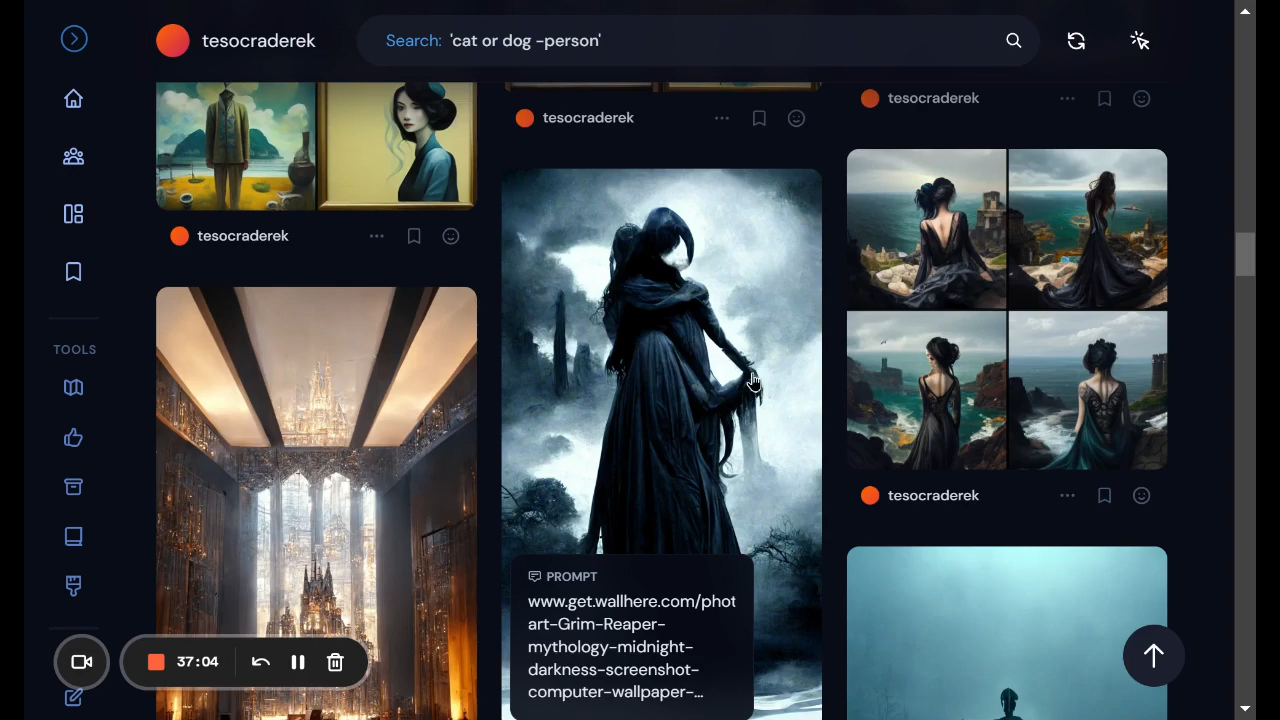 tesocraderek
Search: 'cat or dog -person'
tesocraderek
tesocraderek
tesocraderek
TOOLS
tesocraderek
PROMPT
www.get.wallhere.com/phot
art-Grim-Reaper-
mythology-midnight-
darkness-screenshot-
computer-wallpaper-...
37:04